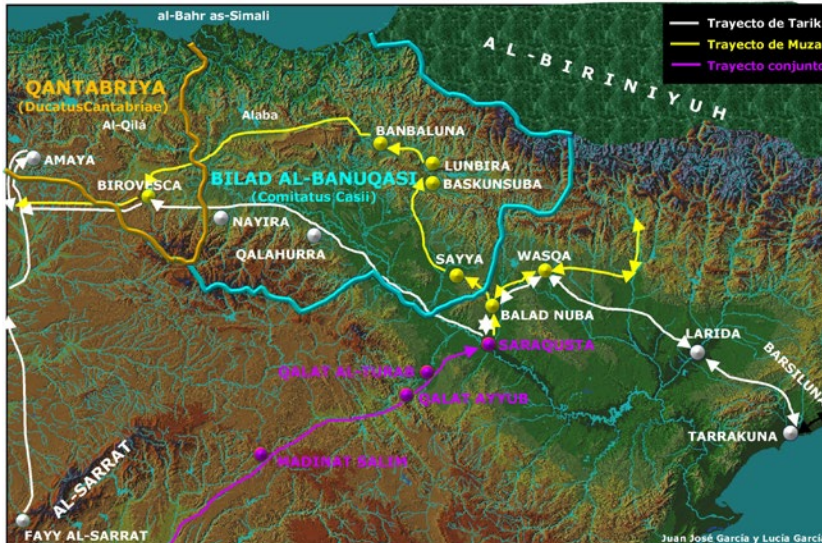 al-Bahr as-Simali
AL-BIRINIYUH
Trayecto de Tarik
Trayecto de Muza
Trayecto conjunto
QANTABRIYA
(DucatusCantabriae)
Al-Qilá
Alaba
AMAYA
BANBALUNA
LUNBIRA
BASKUNSUBA
BIROVESCA
BILAD AL-BANUQASI
(Comitatus Casii)
NAYIRA
QALAHURRA
SAYYA
WASQA
BALAD NUBA
SARAQUSTA
LARIDA
BARSILUNA
QALAT AL-TURAB
QALAT AYYUB
TARRAKUNA
MADINAT SALIM
AL-SARRAT
FAYY AL-SARRAT
Juan José García y Lucía García